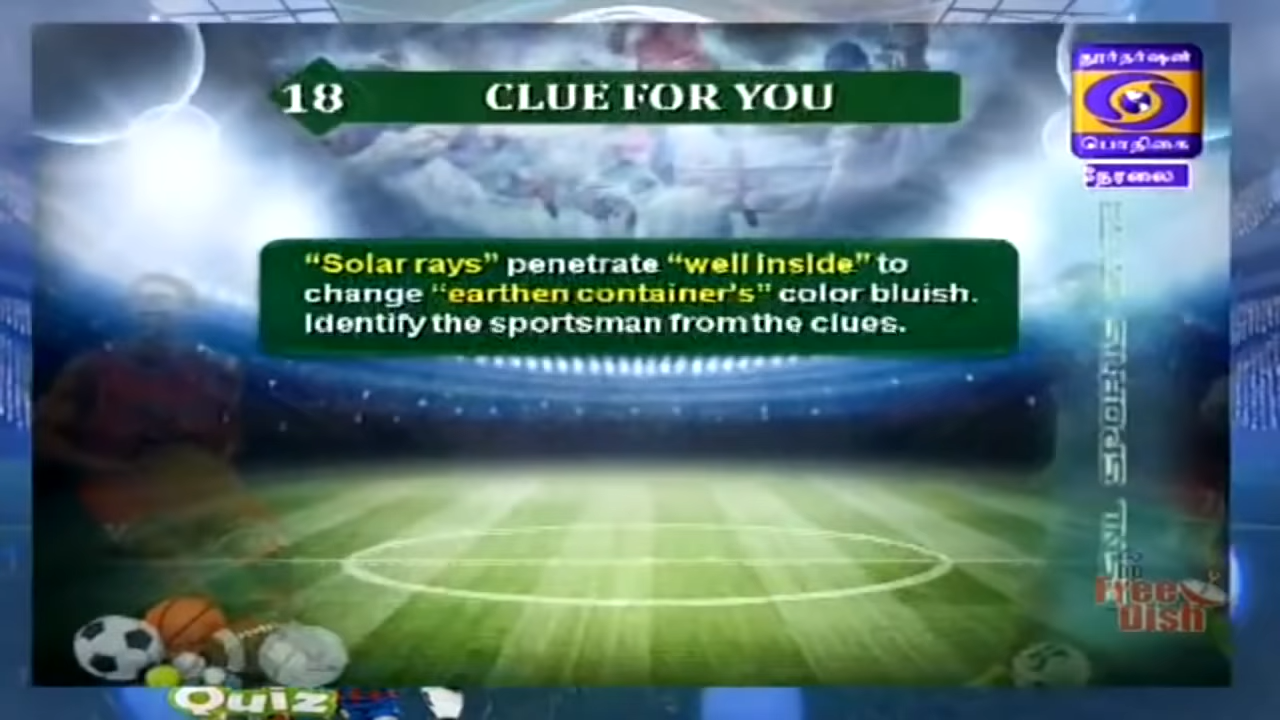 18 CLUE FOR YOU
தூர்தர்ஷன்
பொதிகை
நேரலை
“Solar rays” penetrate “well inside” to
change “earthen container's” color bluish.
Identify the sportsman from the clues.
SPORTS
Free
Dish
Quiz